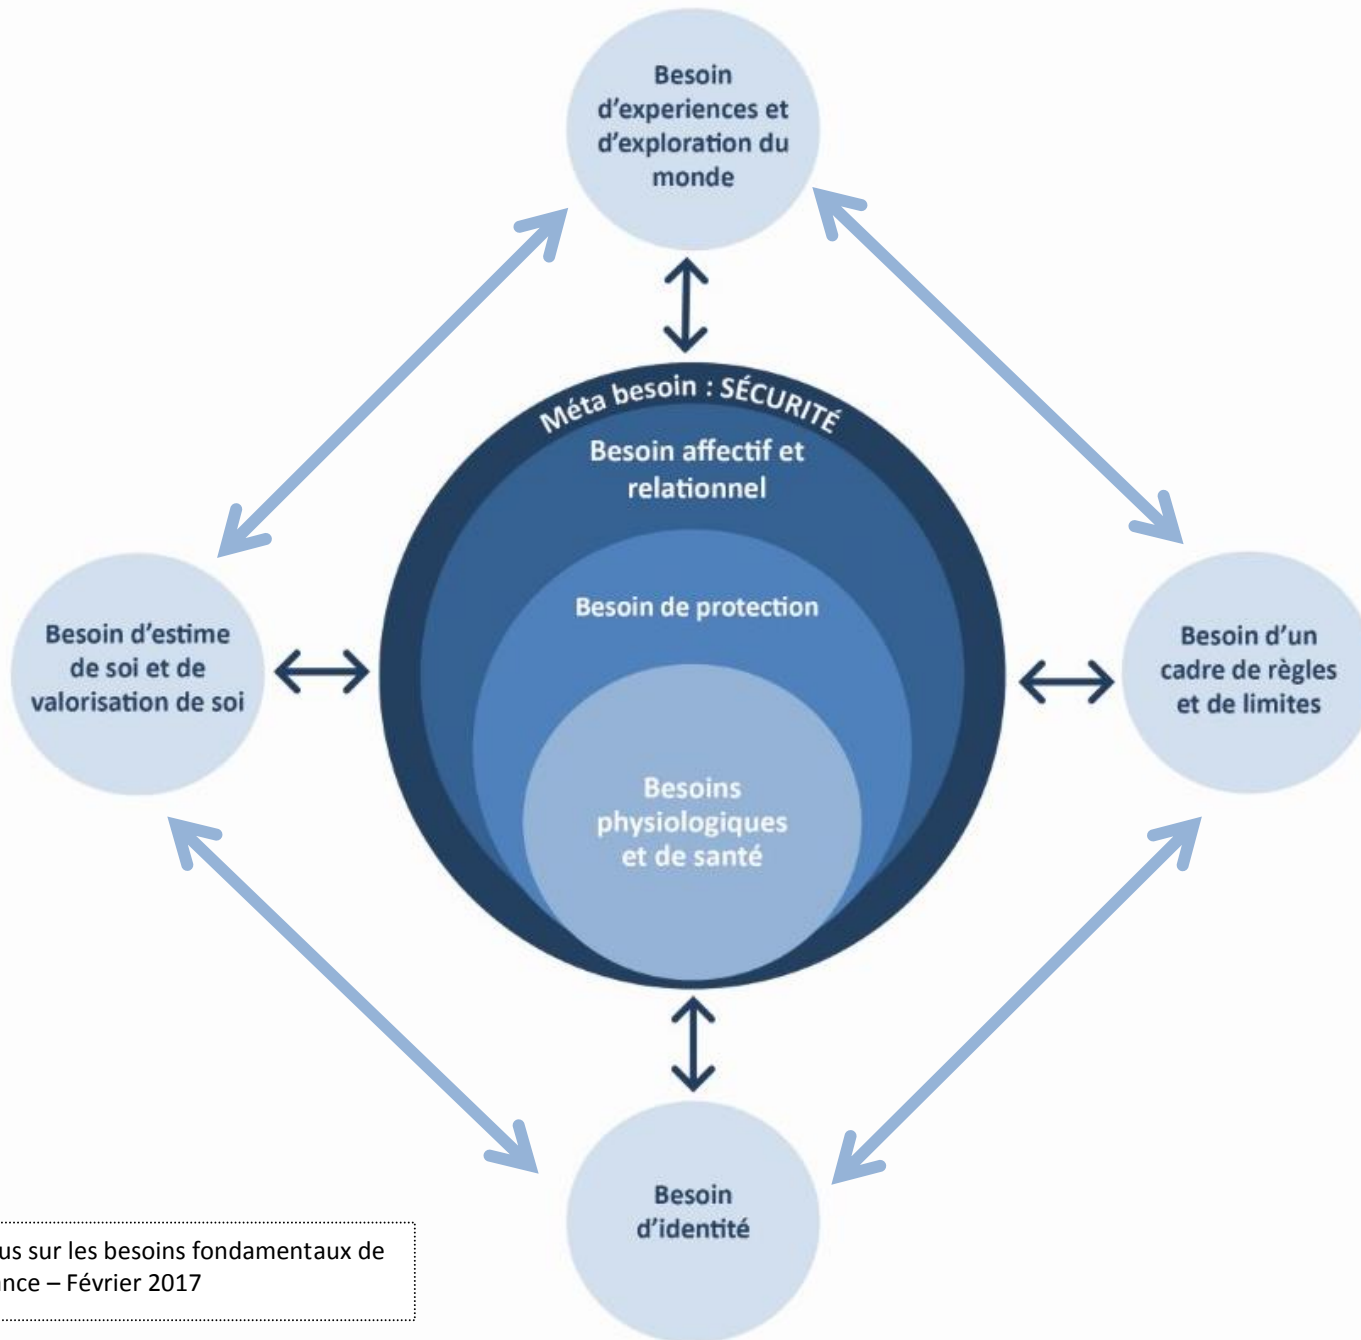 Besoin
d'experiences et
d'exploration du
monde
Méta besoin : SÉCURITÉ
Besoin affectif et
relationnel
Besoin de protection
Besoins
physiologiques
et de santé
Besoin d'estime
de soi et de
valorisation de soi
Besoin d'un
cadre de règles
et de limites
Besoin
d'identité
us sur les besoins fondamentaux de
nce – Février 2017